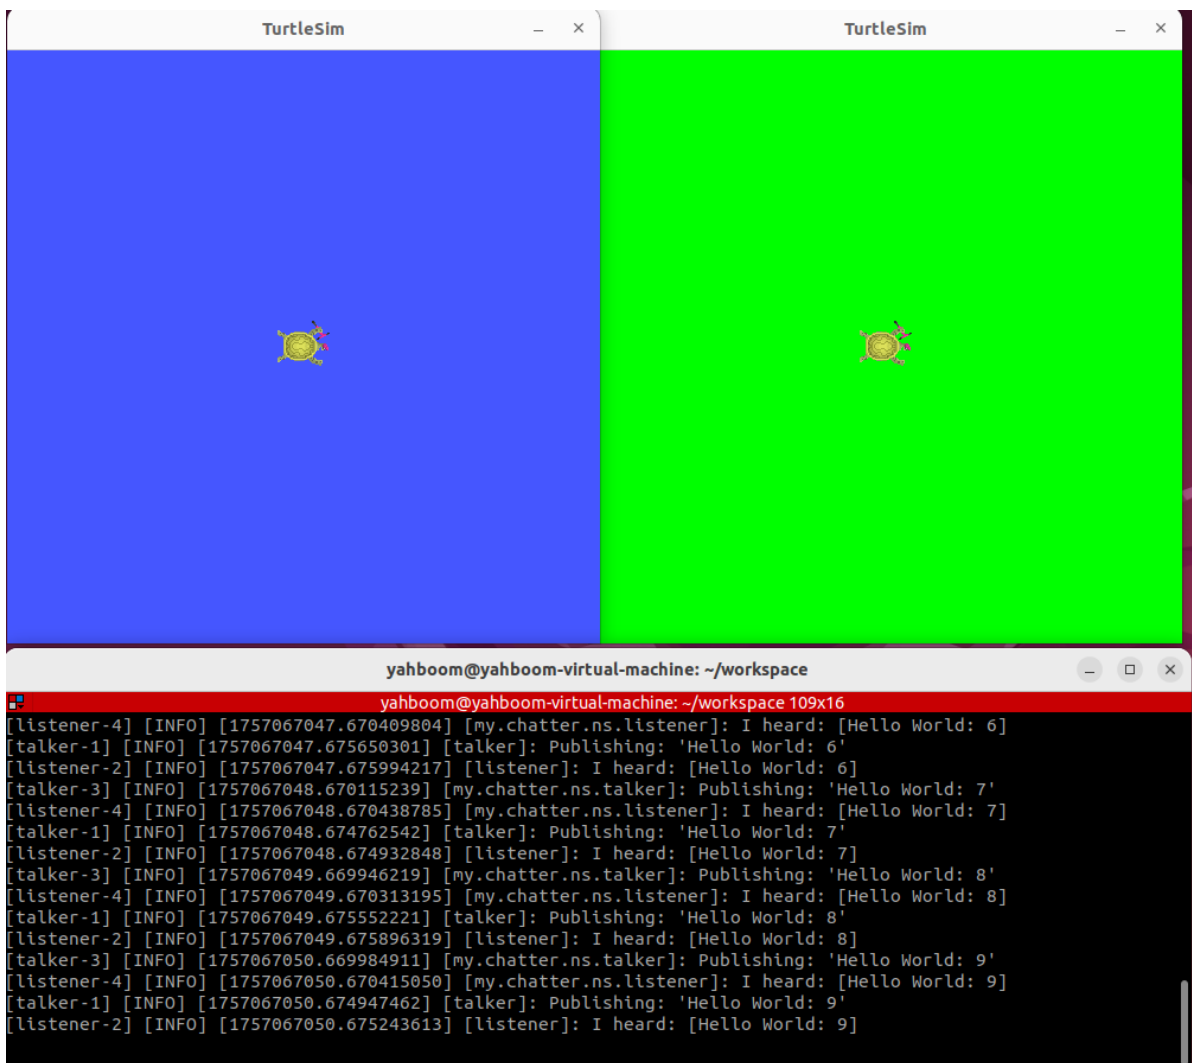 TurtleSim
TurtleSim
yahboom@yahboom-virtual-machine: ~/workspace
yahboom@yahboom-virtual-machine: ~/workspace 109x16
[listener-4] [INFO] [1757067047.670409804] [my.chatter.ns.listener]: I heard: [Hello World: 6]
[talker-1] [INFO] [1757067047.675650301] [talker]: Publishing: 'Hello World: 6'
[listener-2] [INFO] [1757067047.675994217] [listener]: I heard: [Hello World: 6]
[talker-3] [INFO] [1757067048.670115239] [my.chatter.ns.talker]: Publishing: 'Hello World: 7'
[listener-4] [INFO] [1757067048.670438785] [my.chatter.ns.listener]: I heard: [Hello World: 7]
[talker-1] [INFO] [1757067048.674762542] [talker]: Publishing: 'Hello World: 7'
[listener-2] [INFO] [1757067048.674932848] [listener]: I heard: [Hello World: 7]
[talker-3] [INFO] [1757067049.669946219] [my.chatter.ns.talker]: Publishing: 'Hello World: 8'
[listener-4] [INFO] [1757067049.670313195] [my.chatter.ns.listener]: I heard: [Hello World: 8]
[talker-1] [INFO] [1757067049.675552221] [talker]: Publishing: 'Hello World: 8'
[listener-2] [INFO] [1757067049.675896319] [listener]: I heard: [Hello World: 8]
[talker-3] [INFO] [1757067050.669984911] [my.chatter.ns.talker]: Publishing: 'Hello World: 9'
[listener-4] [INFO] [1757067050.670415050] [my.chatter.ns.listener]: I heard: [Hello World: 9]
[talker-1] [INFO] [1757067050.674947462] [talker]: Publishing: 'Hello World: 9'
[listener-2] [INFO] [1757067050.675243613] [listener]: I heard: [Hello World: 9]